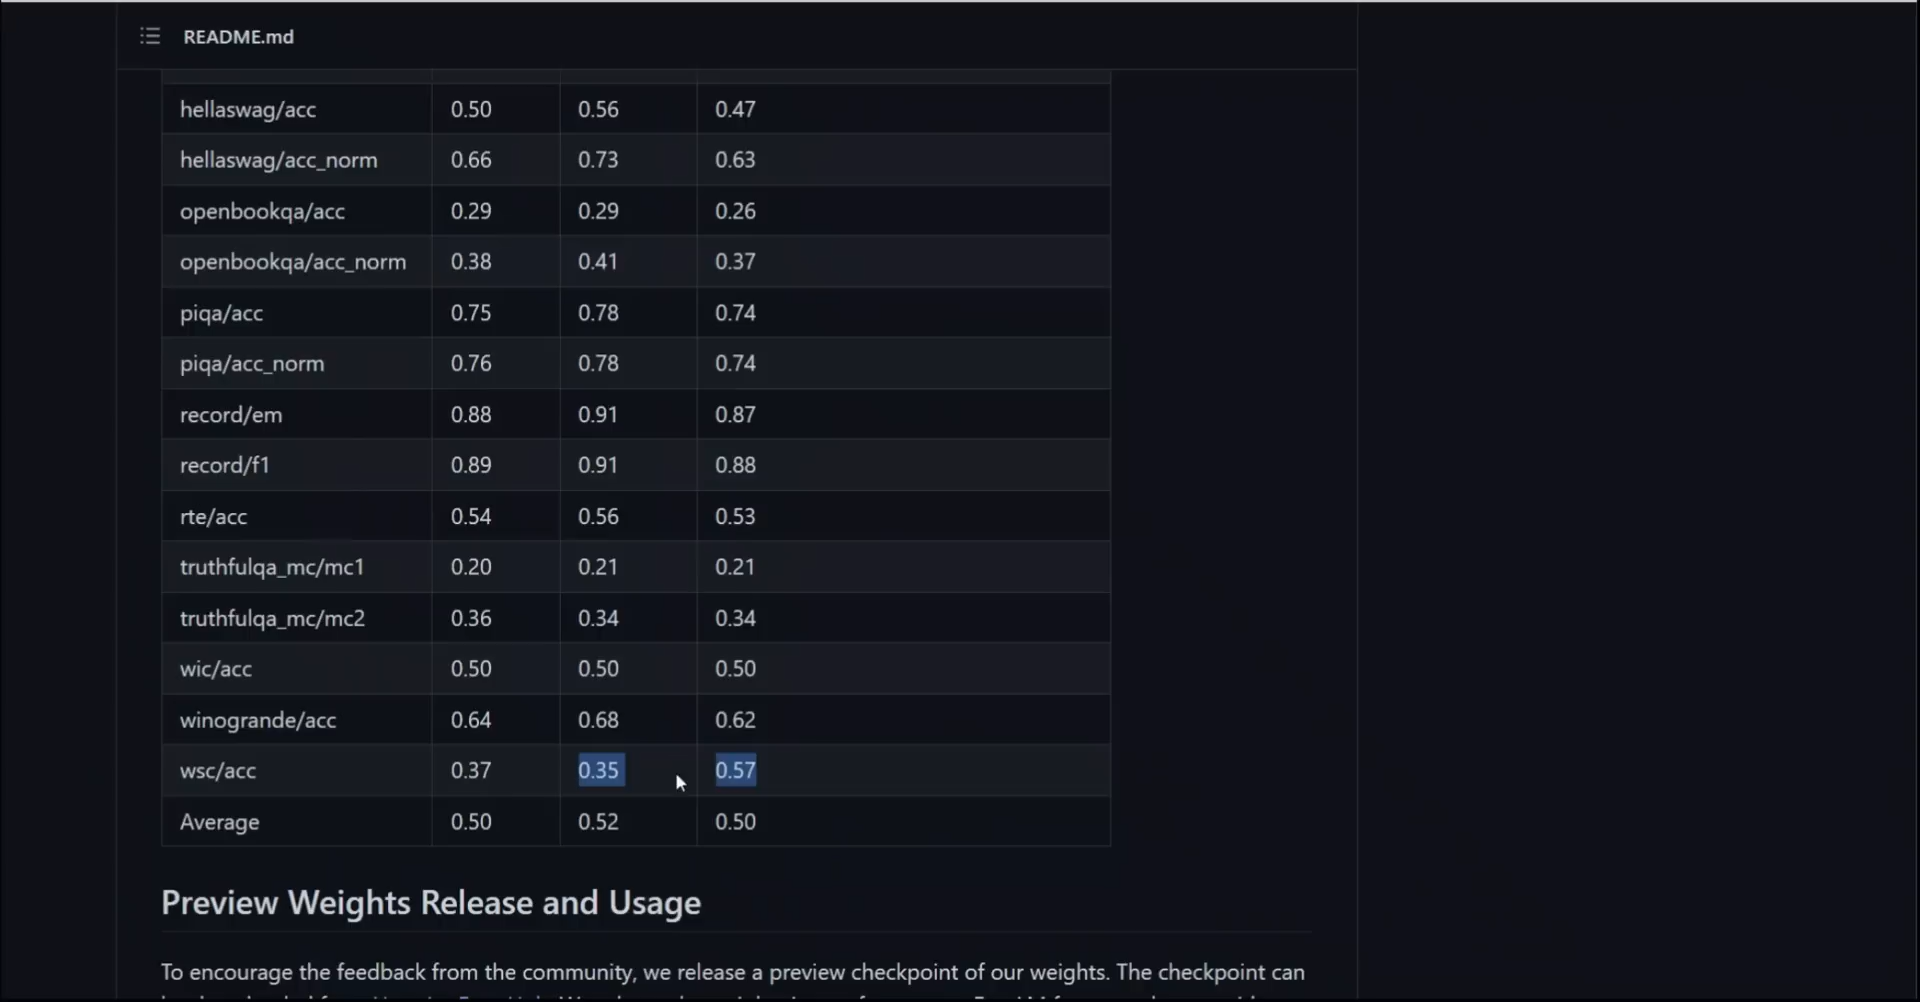 README.md
hellaswag/acc 0.50 0.56 0.47
hellaswag/acc_norm 0.66 0.73 0.63
openbookqa/acc 0.29 0.29 0.26
openbookqa/acc_norm 0.38 0.41 0.37
piqa/acc 0.75 0.78 0.74
piqa/acc_norm 0.76 0.78 0.74
record/em 0.88 0.91 0.87
record/f1 0.89 0.91 0.88
rte/acc 0.54 0.56 0.53
truthfulqa_mc/mc1 0.20 0.21 0.21
truthfulqa_mc/mc2 0.36 0.34 0.34
wic/acc 0.50 0.50 0.50
winogrande/acc 0.64 0.68 0.62
wsc/acc 0.37 0.35 0.57
Average 0.50 0.52 0.50
Preview Weights Release and Usage
To encourage the feedback from the community, we release a preview checkpoint of our weights. The checkpoint can